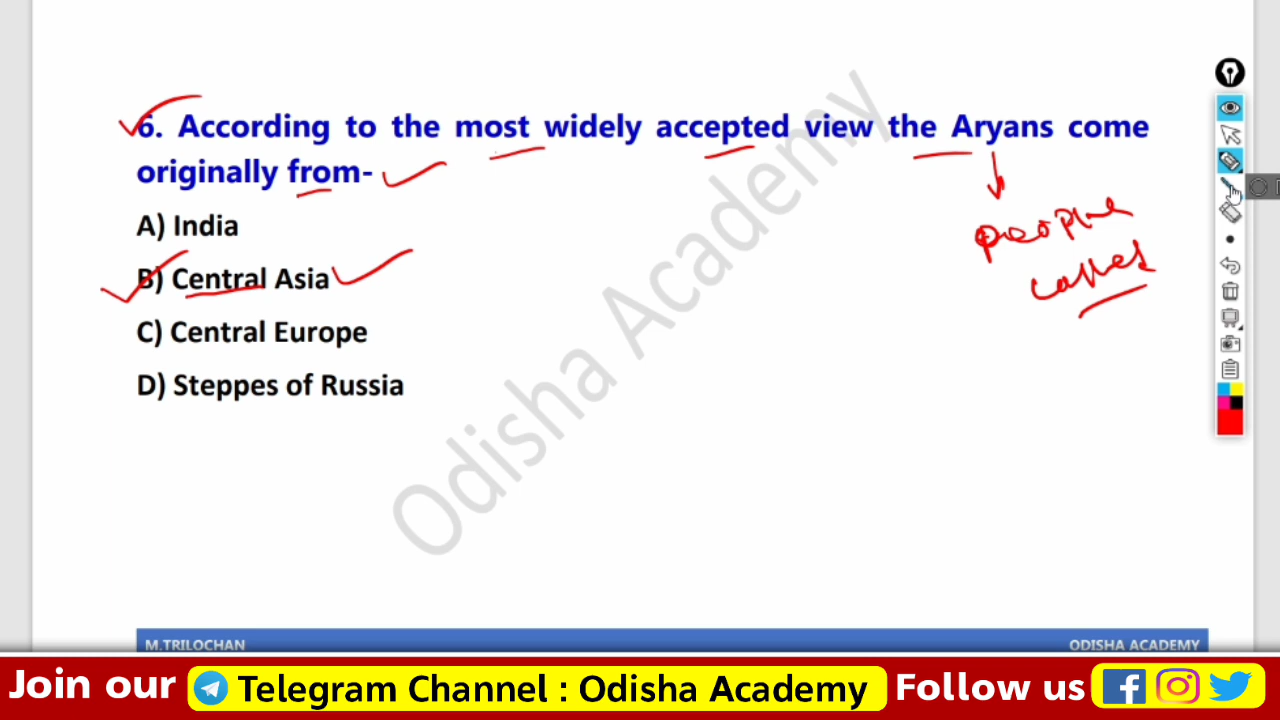 6. According to the most widely accepted view the Aryans come
originally from-
A) India
B) Central Asia
C) Central Europe
D) Steppes of Russia
people
Odisha Academy
M.TRILOCHAN
ODISHA ACADEMY
Join our
Telegram Channel : Odisha Academy
Follow us